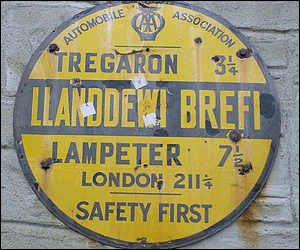 AUTOMOBILE AA ASSOCIATION
TREGARON 3¼
LLANDDEWI BREFI
LAMPETER 7½
LONDON 211¼
SAFETY FIRST